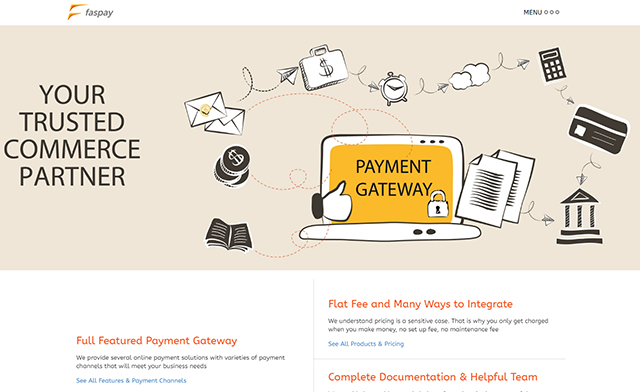 faspay
MENU
YOUR
TRUSTED
COMMERCE
PARTNER
$
$
PAYMENT
GATEWAY
Full Featured Payment Gateway
We provide several online payment solutions with varieties of payment
channels that will meet your business needs
See All Features & Payment Channels
Flat Fee and Many Ways to Integrate
We understand pricing is a sensitive case. That is why you only get charged
when you make money, no set up fee, no maintenance fee
See All Products & Pricing
Complete Documentation & Helpful Team